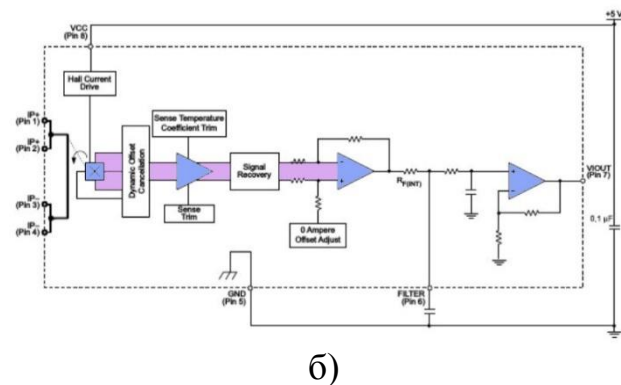 +5 V
VCC
(Pin 8)
Hall Current
Drive
IP+
(Pin 1)
IP+
(Pin 2)
IP−
(Pin 3)
IP−
(Pin 4)
Dynamic Offset
Cancellation
Sense Temperature
Coefficient Trim
Sense
Trim
Signal
Recovery
0 Ampere
Offset Adjust
RF(INT)
VIOUT
(Pin 7)
0,1 µF
GND
(Pin 5)
FILTER
(Pin 6)
б)